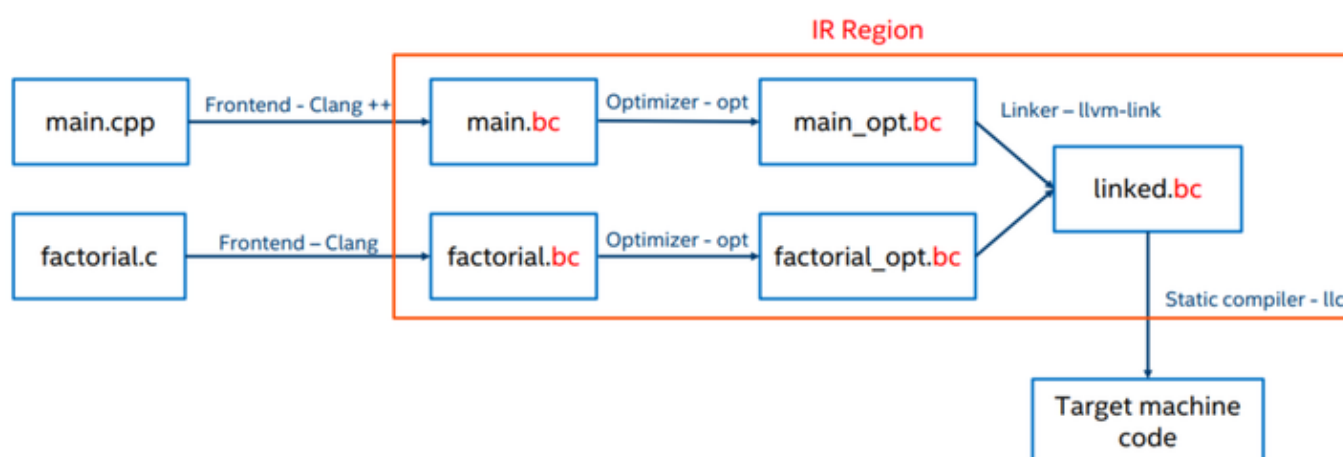 IR Region
main.cpp
Frontend - Clang ++
main.bc
Optimizer - opt
main_opt.bc
Linker – llvm-link
linked.bc
factorial.c
Frontend – Clang
factorial.bc
Optimizer - opt
factorial_opt.bc
Static compiler - llc
Target machine
code